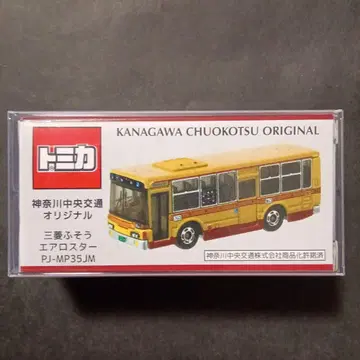 KANAGAWA CHUOKOTSU ORIGINAL
トミカ
神奈川中央交通
オリジナル
三菱ふそう
エアロスター
PJ-MP35JM
神奈川中央交通株式会社商品化許諾済